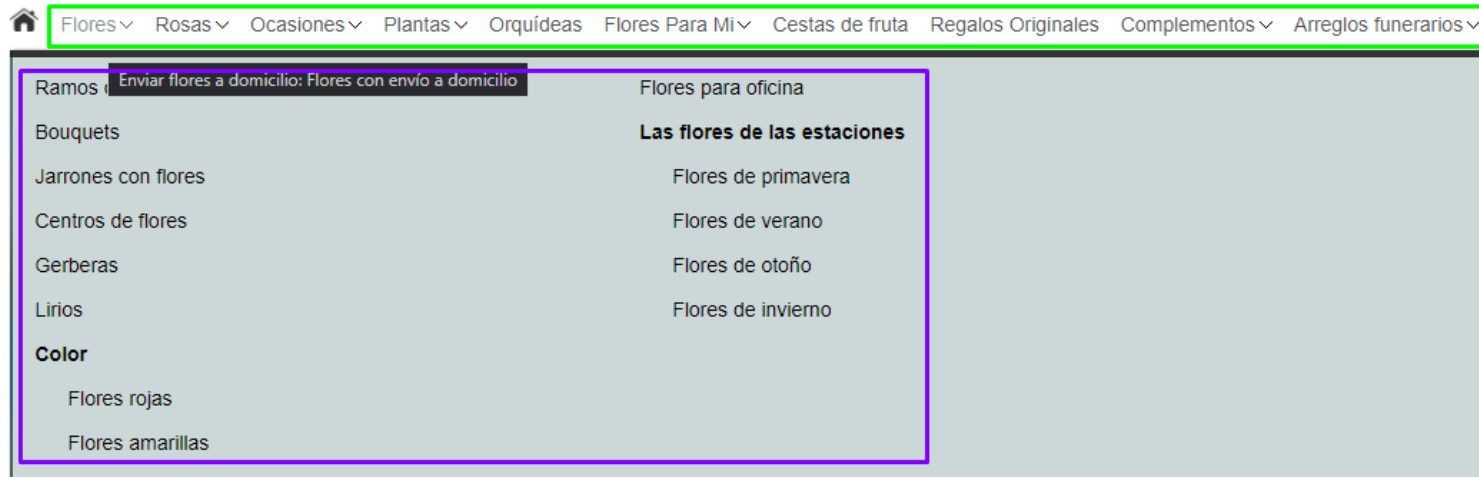 Flores Rosas Ocasiones Plantas Orquídeas Flores Para Mi Cestas de fruta Regalos Originales Complementos Arreglos funerarios
Enviar flores a domicilio: Flores con envío a domicilio
Ramos
Bouquets
Jarrones con flores
Centros de flores
Gerberas
Lirios
Color
Flores rojas
Flores amarillas
Flores para oficina
Las flores de las estaciones
Flores de primavera
Flores de verano
Flores de otoño
Flores de invierno